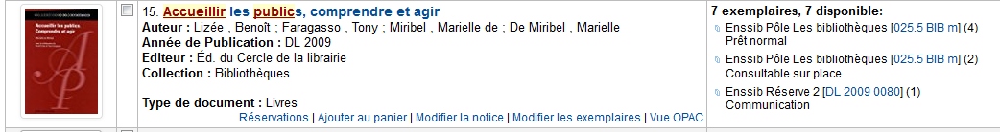 Accueillir les publics.
Comprendre et agir
15. Accueillir les publics, comprendre et agir
Auteur : Lizée , Benoît ; Faragasso , Tony ; Miribel , Marielle de ; De Miribel , Marielle
Année de Publication : DL 2009
Editeur : Éd. du Cercle de la librairie
Collection : Bibliothèques
Type de document : Livres
Réservations | Ajouter au panier | Modifier la notice | Modifier les exemplaires | Vue OPAC
7 exemplaires, 7 disponible:
Enssib Pôle Les bibliothèques [025.5 BIB m] (4)
Prêt normal
Enssib Pôle Les bibliothèques [025.5 BIB m] (2)
Consultable sur place
Enssib Réserve 2 [DL 2009 0080] (1)
Communication